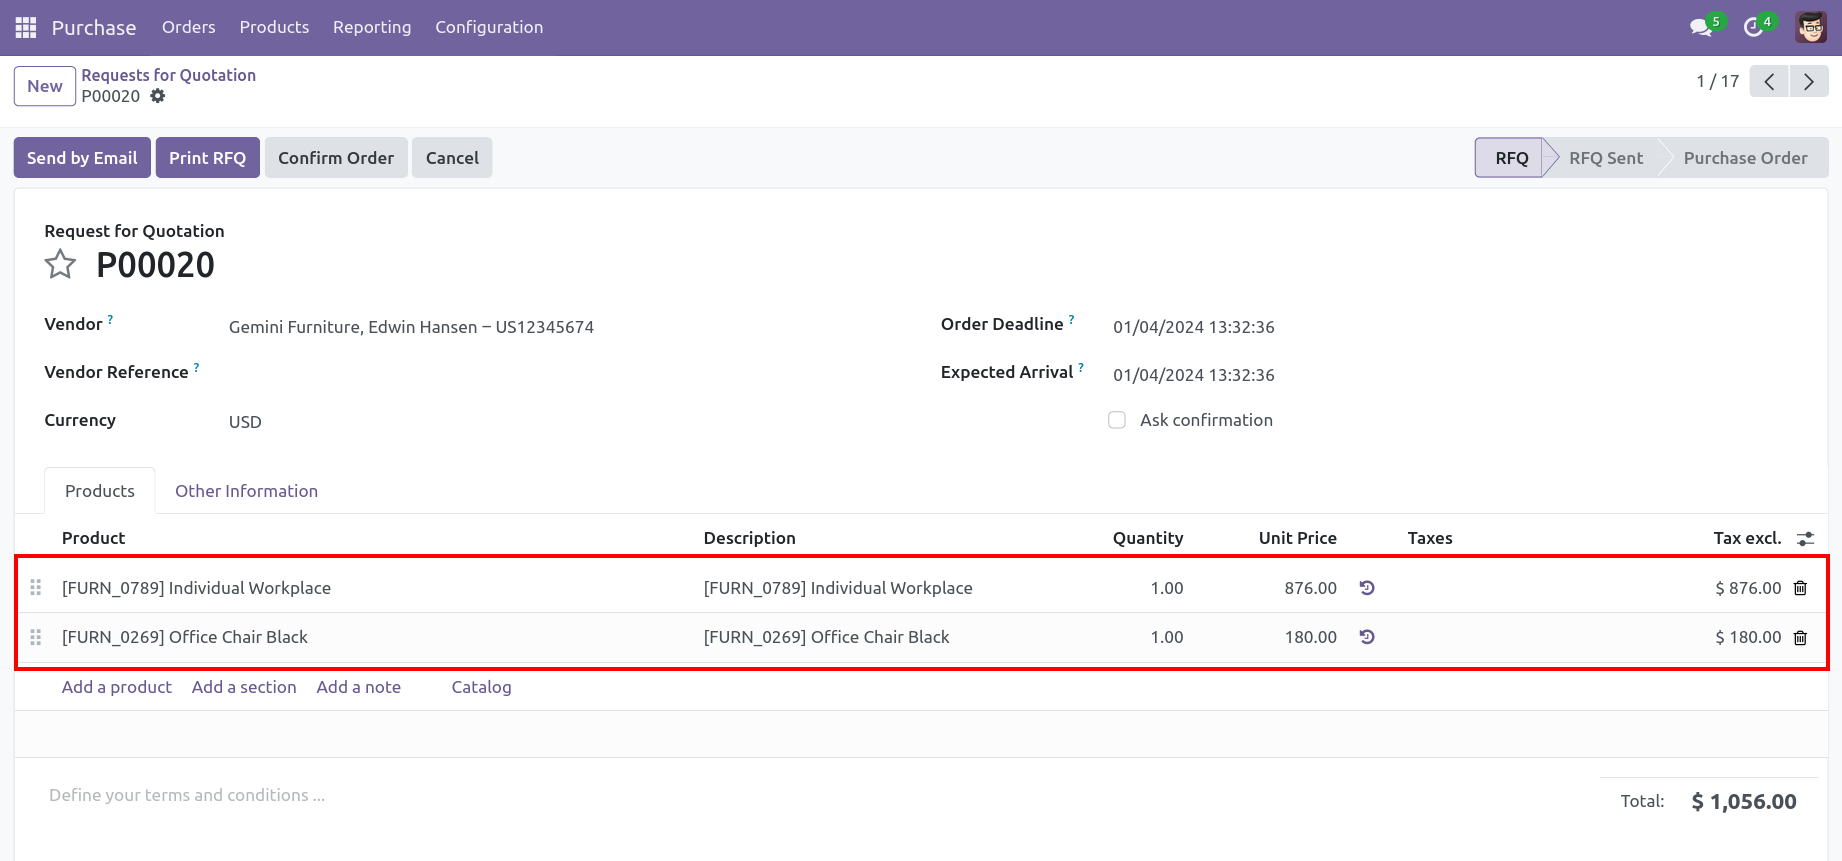 Purchase Orders Products Reporting Configuration 5 4
New Requests for Quotation
P00020
1 / 17
Send by Email Print RFQ Confirm Order Cancel RFQ RFQ Sent Purchase Order
Request for Quotation
P00020
Vendor ? Gemini Furniture, Edwin Hansen – US12345674 Order Deadline ? 01/04/2024 13:32:36
Vendor Reference ? Expected Arrival ? 01/04/2024 13:32:36
Currency USD Ask confirmation
Products Other Information
Product Description Quantity Unit Price Taxes Tax excl.
[FURN_0789] Individual Workplace [FURN_0789] Individual Workplace 1.00 876.00 $ 876.00
[FURN_0269] Office Chair Black [FURN_0269] Office Chair Black 1.00 180.00 $ 180.00
Add a product Add a section Add a note Catalog
Define your terms and conditions ...
Total: $ 1,056.00